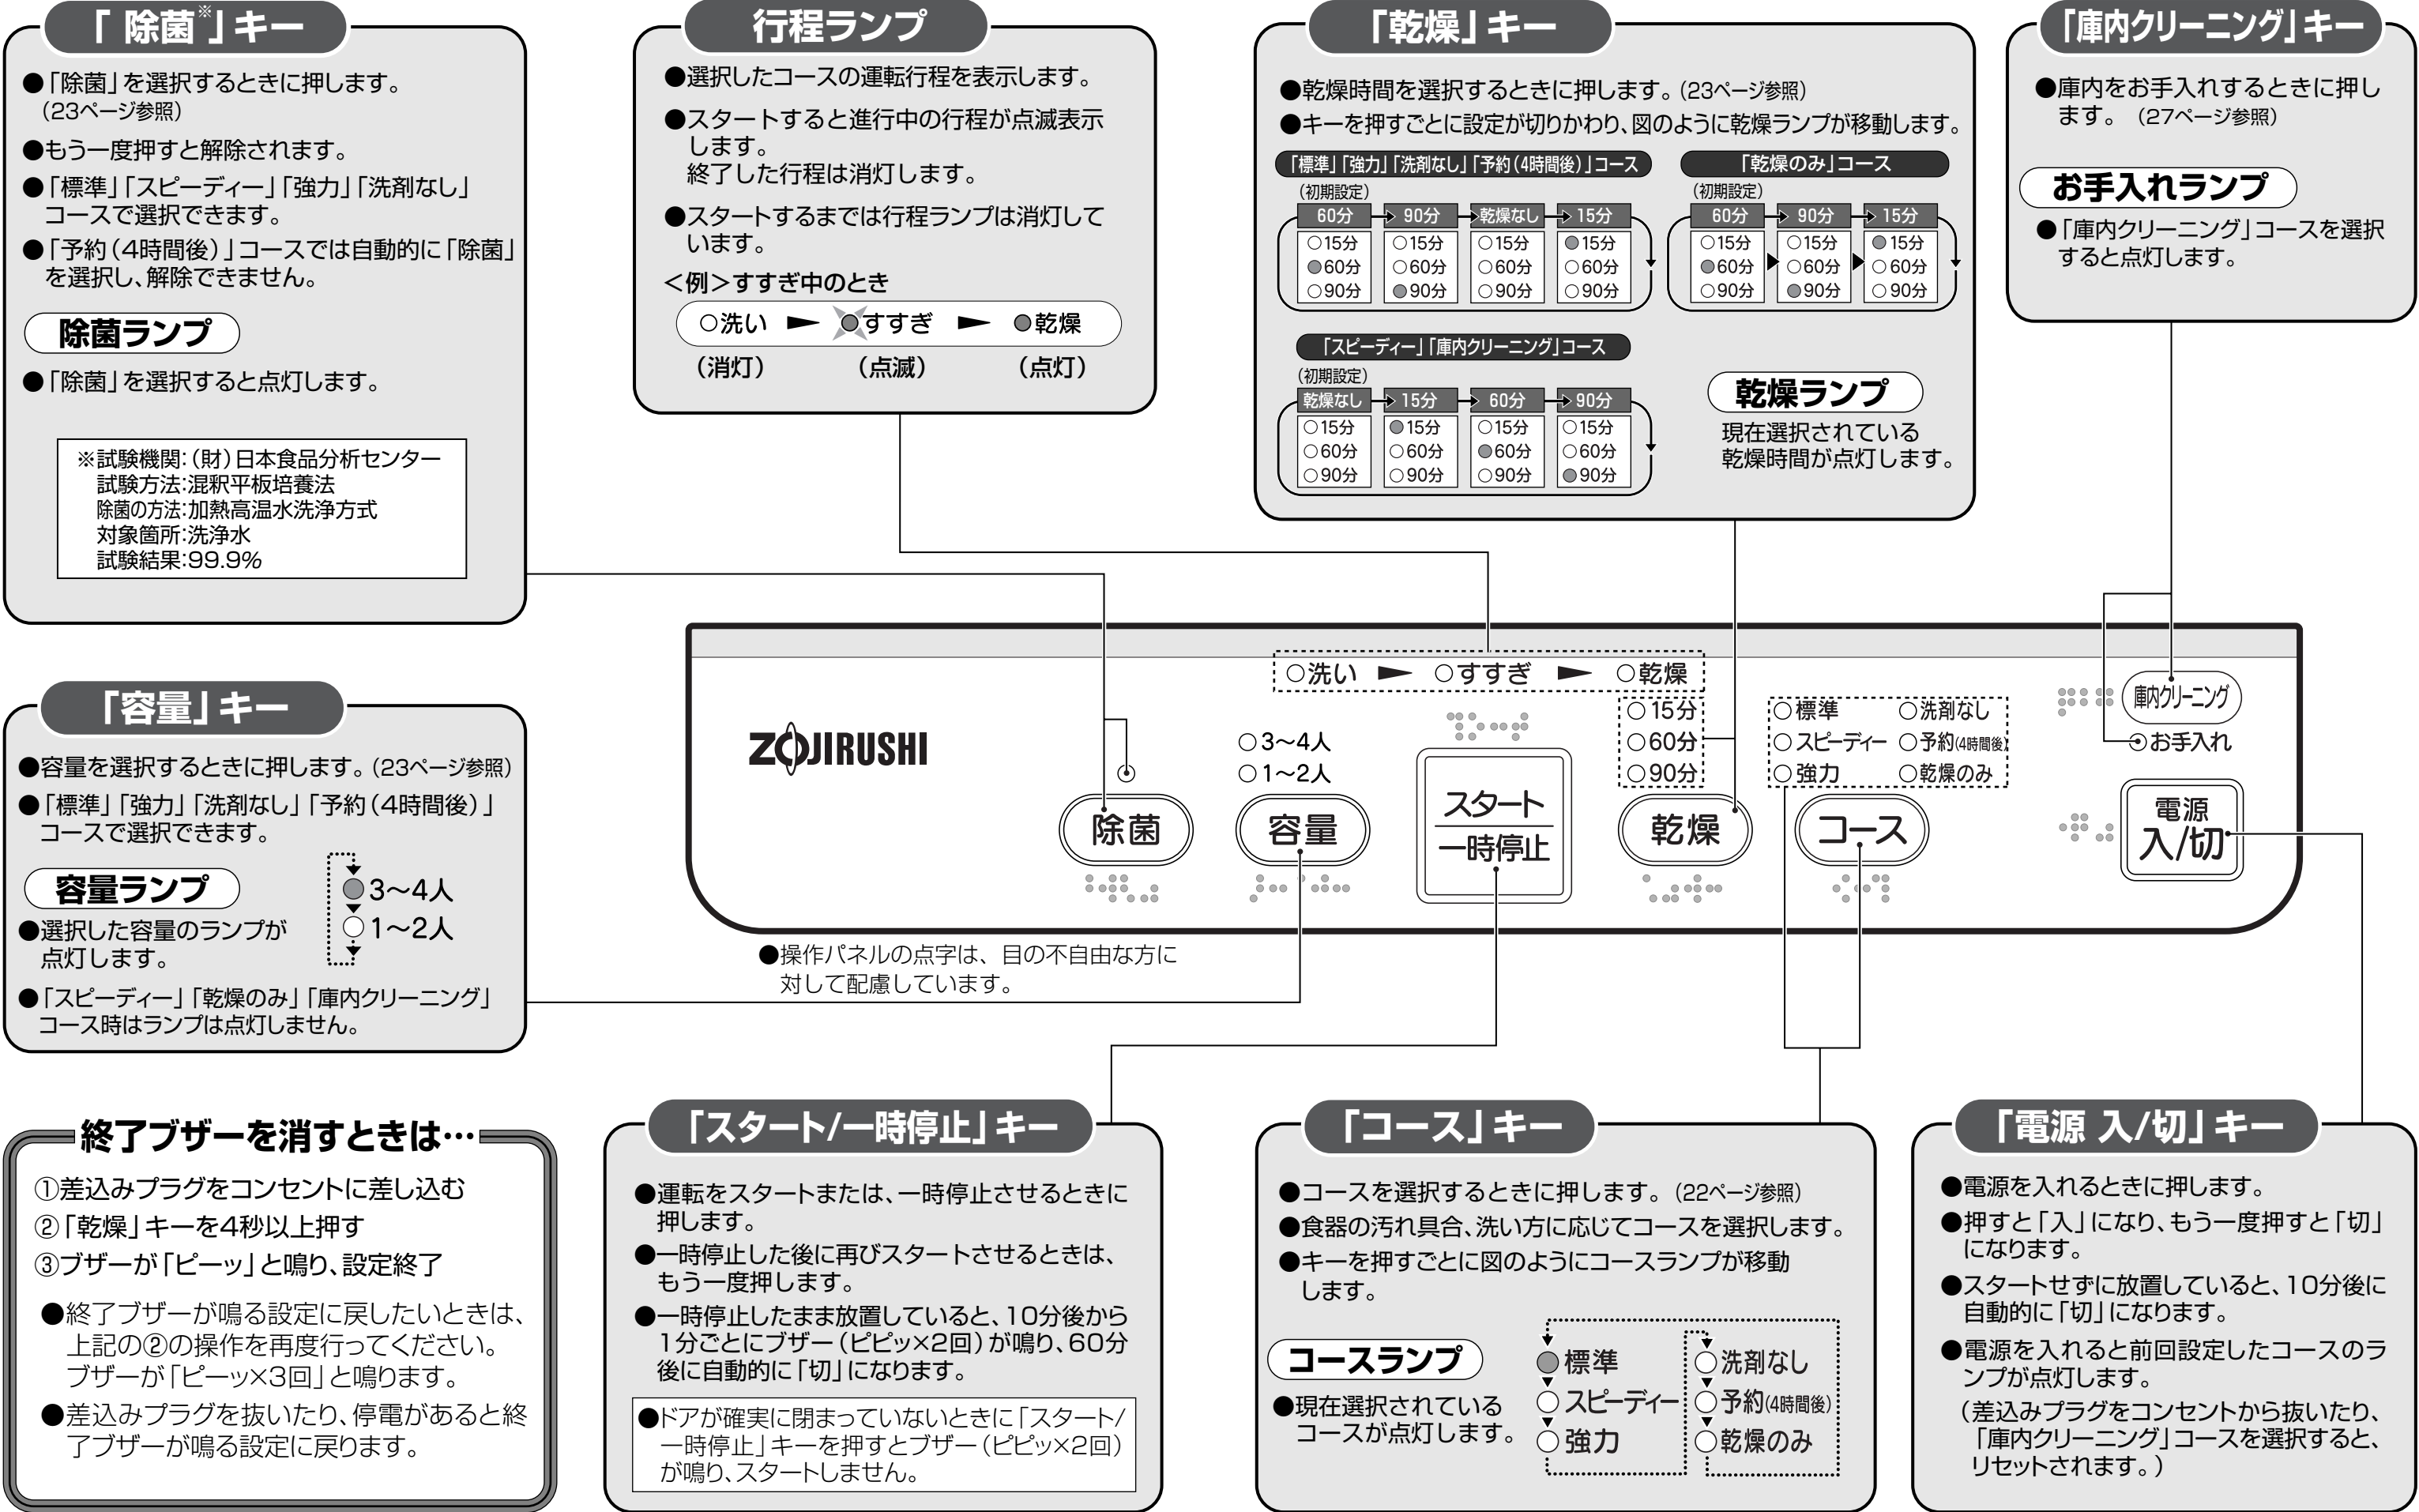 「除菌※」キー
●「除菌」を選択するときに押します。
(23ページ参照)
●もう一度押すと解除されます。
●「標準」「スピーディー」「強力」「洗剤なし」
コースで選択できます。
●「予約(4時間後)」コースでは自動的に「除菌」
を選択し、解除できません。
除菌ランプ
●「除菌」を選択すると点灯します。
※試験機関:(財)日本食品分析センター
試験方法:混釈平板培養法
除菌の方法:加熱高温水洗浄方式
対象箇所:洗浄水
試験結果:99.9%
行程ランプ
●選択したコースの運転行程を表示します。
●スタートすると進行中の行程が点滅表示
します。
終了した行程は消灯します。
●スタートするまでは行程ランプは消灯して
います。
<例>すすぎ中のとき
○洗い ► ●すすぎ ► ●乾燥
(消灯) (点滅) (点灯)
「乾燥」キー
●乾燥時間を選択するときに押します。(23ページ参照)
●キーを押すごとに設定が切りかわり、図のように乾燥ランプが移動します。
「標準」「強力」「洗剤なし」「予約(4時間後)」コース
(初期設定)
60分 → 90分 → 乾燥なし → 15分
○15分 ○15分 ○15分 ●15分
●60分 ○60分 ○60分 ○60分
○90分 ●90分 ○90分 ○90分
「乾燥のみ」コース
(初期設定)
60分 → 90分 → 15分
○15分 ○15分 ●15分
●60分 ○60分 ○60分
○90分 ●90分 ○90分
「スピーディー」「庫内クリーニング」コース
(初期設定)
乾燥なし → 15分 → 60分 → 90分
○15分 ●15分 ○15分 ○15分
○60分 ○60分 ●60分 ○60分
○90分 ○90分 ○90分 ●90分
乾燥ランプ
現在選択されている
乾燥時間が点灯します。
「庫内クリーニング」キー
●庫内をお手入れするときに押し
ます。(27ページ参照)
お手入れランプ
●「庫内クリーニング」コースを選択
すると点灯します。
○洗い ► ○すすぎ ► ○乾燥
ZOJIRUSHI
除菌
○3〜4人
○1〜2人
容量
スタート
一時停止
○15分
○60分
○90分
乾燥
○標準 ○洗剤なし
○スピーディー ○予約(4時間後)
○強力 ○乾燥のみ
コース
庫内クリーニング
○お手入れ
電源
入/切
●操作パネルの点字は、目の不自由な方に
対して配慮しています。
「容量」キー
●容量を選択するときに押します。(23ページ参照)
●「標準」「強力」「洗剤なし」「予約(4時間後)」
コースで選択できます。
容量ランプ
●選択した容量のランプが
点灯します。
●3〜4人
○1〜2人
●「スピーディー」「乾燥のみ」「庫内クリーニング」
コース時はランプは点灯しません。
終了ブザーを消すときは…
①差込みプラグをコンセントに差し込む
②「乾燥」キーを4秒以上押す
③ブザーが「ピーッ」と鳴り、設定終了
●終了ブザーが鳴る設定に戻したいときは、
上記の②の操作を再度行ってください。
ブザーが「ピーッ×3回」と鳴ります。
●差込みプラグを抜いたり、停電があると終
了ブザーが鳴る設定に戻ります。
「スタート/一時停止」キー
●運転をスタートまたは、一時停止させるときに
押します。
●一時停止した後に再びスタートさせるときは、
もう一度押します。
●一時停止したまま放置していると、10分後から
1分ごとにブザー(ピピッ×2回)が鳴り、60分
後に自動的に「切」になります。
●ドアが確実に閉まっていないときに「スタート/
一時停止」キーを押すとブザー(ピピッ×2回)
が鳴り、スタートしません。
「コース」キー
●コースを選択するときに押します。(22ページ参照)
●食器の汚れ具合、洗い方に応じてコースを選択します。
●キーを押すごとに図のようにコースランプが移動
します。
コースランプ
●現在選択されている
コースが点灯します。
●標準 ○洗剤なし
○スピーディー ○予約(4時間後)
○強力 ○乾燥のみ
「電源 入/切」キー
●電源を入れるときに押します。
●押すと「入」になり、もう一度押すと「切」
になります。
●スタートせずに放置していると、10分後に
自動的に「切」になります。
●電源を入れると前回設定したコースのラ
ンプが点灯します。
(差込みプラグをコンセントから抜いたり、
「庫内クリーニング」コースを選択すると、
リセットされます。)